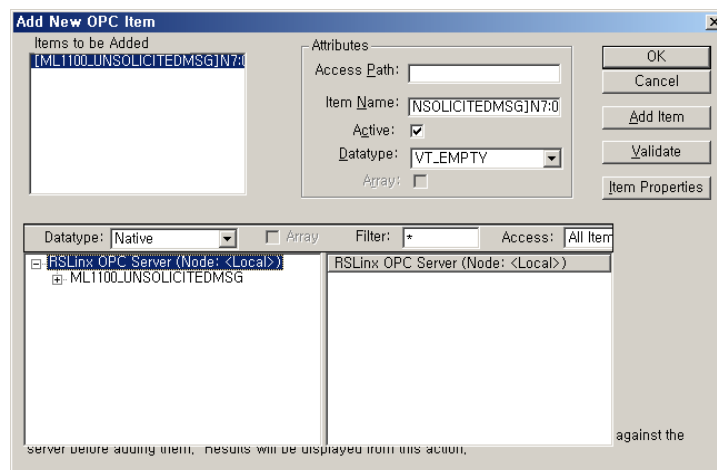 Add New OPC Item
Items to be Added
[ML1100_UNSOLICITEDMSG]N7:0
Attributes
Access Path:
Item Name: NSOLICITEDMSG]N7:0
Active:
Datatype: VT_EMPTY
Array:
OK
Cancel
Add Item
Validate
Item Properties
Datatype: Native
Array
Filter: *
Access: All Item
RSLinx OPC Server (Node: <Local>)
ML1100_UNSOLICITEDMSG
RSLinx OPC Server (Node: <Local>)
against the
server before adding them, Results will be displayed from this action,